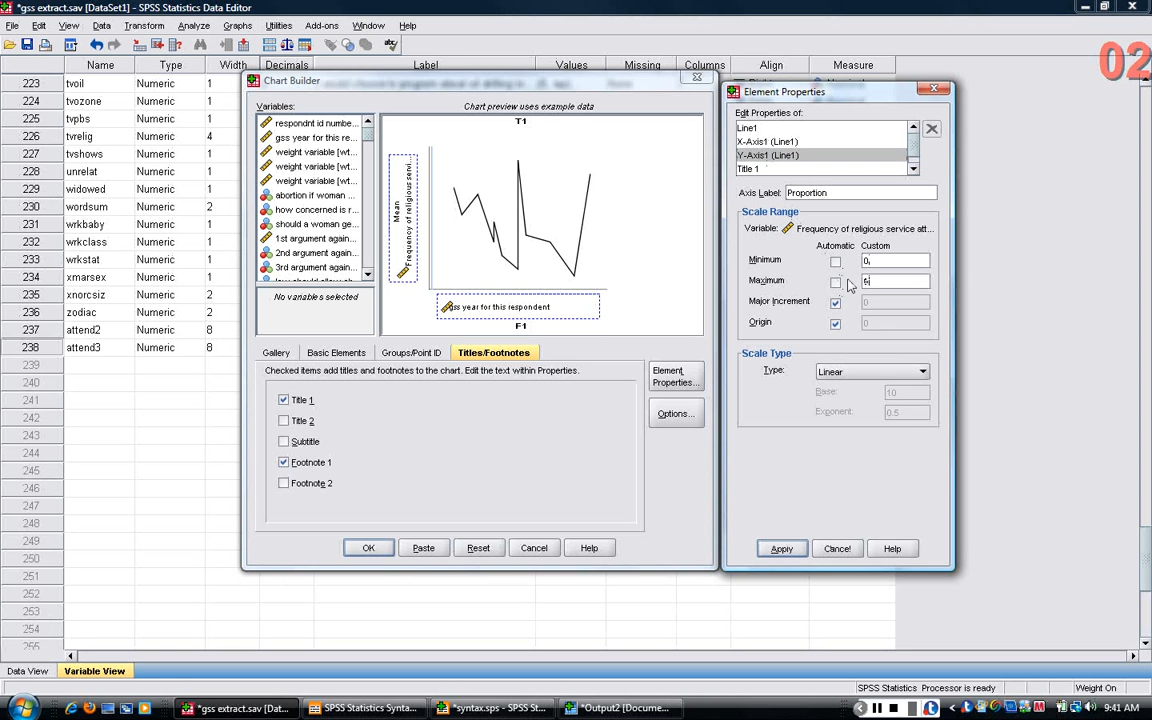 *gss extract.sav [DataSet1] - SPSS Statistics Data Editor
File Edit View Data Transform Analyze Graphs Utilities Add-ons Window Help
02
Name Type Width Decimals Label Values Missing Columns Align Measure
223 tvoil Numeric 1
224 tvozone Numeric 1
225 tvpbs Numeric 1
226 tvrelig Numeric 4
227 tvshows Numeric 1
228 unrelat Numeric 1
229 widowed Numeric 1
230 wordsum Numeric 2
231 wrkbaby Numeric 1
232 wrkclass Numeric 1
233 wrkstat Numeric 1
234 xmarsex Numeric 1
235 xnorcsiz Numeric 2
236 zodiac Numeric 2
237 attend2 Numeric 8
238 attend3 Numeric 8
239
240
241
242
243
244
245
246
247
248
249
250
251
252
253
254
255
Chart Builder
Variables:
Chart preview uses example data
respondnt id numbe...
gss year for this re...
weight variable [wt...
weight variable [wt...
weight variable [wt...
abortion if woman ...
how concerned is r...
should a woman ge...
1st argument again...
2nd argument again...
3rd argument again...
No variables selected
T1
Mean
Frequency of religious servi...
gss year for this respondent
F1
Gallery Basic Elements Groups/Point ID Titles/Footnotes
Checked items add titles and footnotes to the chart. Edit the text within Properties.
Title 1
Title 2
Subtitle
Footnote 1
Footnote 2
Element
Properties...
Options...
OK Paste Reset Cancel Help
Element Properties
Edit Properties of:
Line1
X-Axis1 (Line1)
Y-Axis1 (Line1)
Title 1
Axis Label: Proportion
Scale Range
Variable: Frequency of religious service att...
Automatic Custom
Minimum 0
Maximum
Major Increment 0
Origin 0
Scale Type
Type: Linear
Base: 10
Exponent: 0.5
Apply Cancel Help
Data View Variable View
SPSS Statistics Processor is ready Weight On
*gss extract.sav [Dat... SPSS Statistics Synta... *syntax.sps - SPSS St... *Output2 [Docume... 9:41 AM